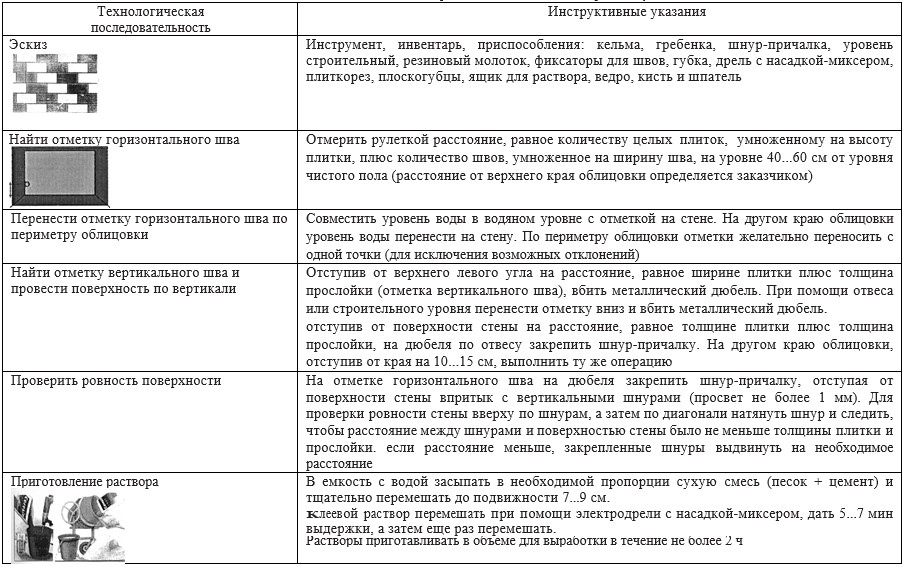 Технологическая
последовательность
Инструктивные указания
Эскиз
Инструмент, инвентарь, приспособления: кельма, гребенка, шнур-причалка, уровень
строительный, резиновый молоток, фиксаторы для швов, губка, дрель с насадкой-миксером,
плиткорез, плоскогубцы, ящик для раствора, ведро, кисть и шпатель
Найти отметку горизонтального шва
Отмерить рулеткой расстояние, равное количеству целых плиток, умноженному на высоту
плитки, плюс количество швов, умноженное на ширину шва, на уровне 40...60 см от уровня
чистого пола (расстояние от верхнего края облицовки определяется заказчиком)
Перенести отметку горизонтального шва по
периметру облицовки
Совместить уровень воды в водяном уровне с отметкой на стене. На другом краю облицовки
уровень воды перенести на стену. По периметру облицовки отметки желательно переносить с
одной точки (для исключения возможных отклонений)
Найти отметку вертикального шва и
провести поверхность по вертикали
Отступив от верхнего левого угла на расстояние, равное ширине плитки плюс толщина
прослойки (отметка вертикального шва), вбить металлический дюбель. При помощи отвеса
или строительного уровня перенести отметку вниз и вбить металлический дюбель.
отступив от поверхности стены на расстояние, равное толщине плитки плюс толщина
прослойки, на дюбеля по отвесу закрепить шнур-причалку. На другом краю облицовки,
отступив от края на 10...15 см, выполнить ту же операцию
Проверить ровность поверхности
На отметке горизонтального шва на дюбеля закрепить шнур-причалку, отступая от
поверхности стены впритык с вертикальными шнурами (просвет не более 1 мм). Для
проверки ровности стены вверху по шнурам, а затем по диагонали натянуть шнур и следить,
чтобы расстояние между шнурами и поверхностью стены было не меньше толщины плитки и
прослойки. если расстояние меньше, закрепленные шнуры выдвинуть на необходимое
расстояние
Приготовление раствора
В емкость с водой засыпать в необходимой пропорции сухую смесь (песок + цемент) и
тщательно перемешать до подвижности 7...9 см.
клеевой раствор перемешать при помощи электродрели с насадкой-миксером, дать 5...7 мин
выдержки, а затем еще раз перемешать.
Растворы приготавливать в объеме для выработки в течение не более 2 ч